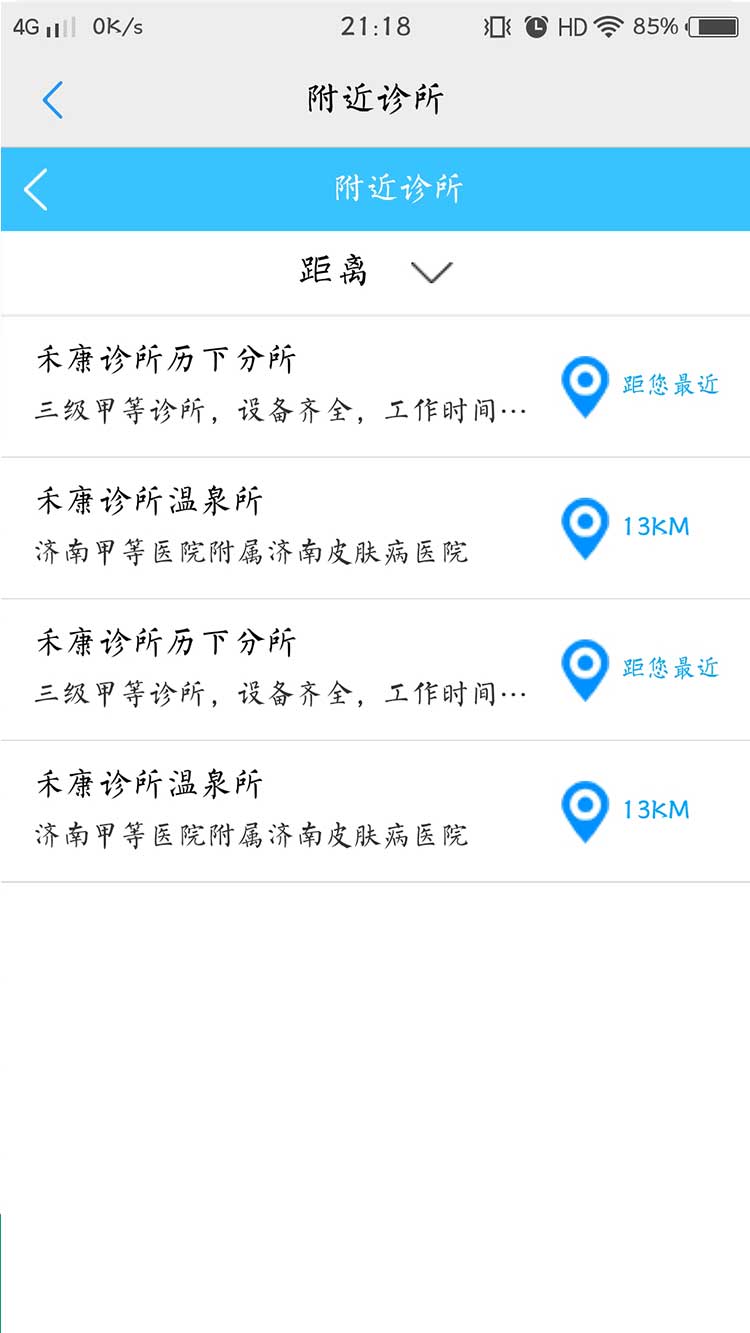 4G 0K/s 21:18 HD 85%
附近诊所
附近诊所
距离
禾康诊所历下分所
三级甲等诊所，设备齐全，工作时间…
距您最近
禾康诊所温泉所
济南甲等医院附属济南皮肤病医院
13KM
禾康诊所历下分所
三级甲等诊所，设备齐全，工作时间…
距您最近
禾康诊所温泉所
济南甲等医院附属济南皮肤病医院
13KM